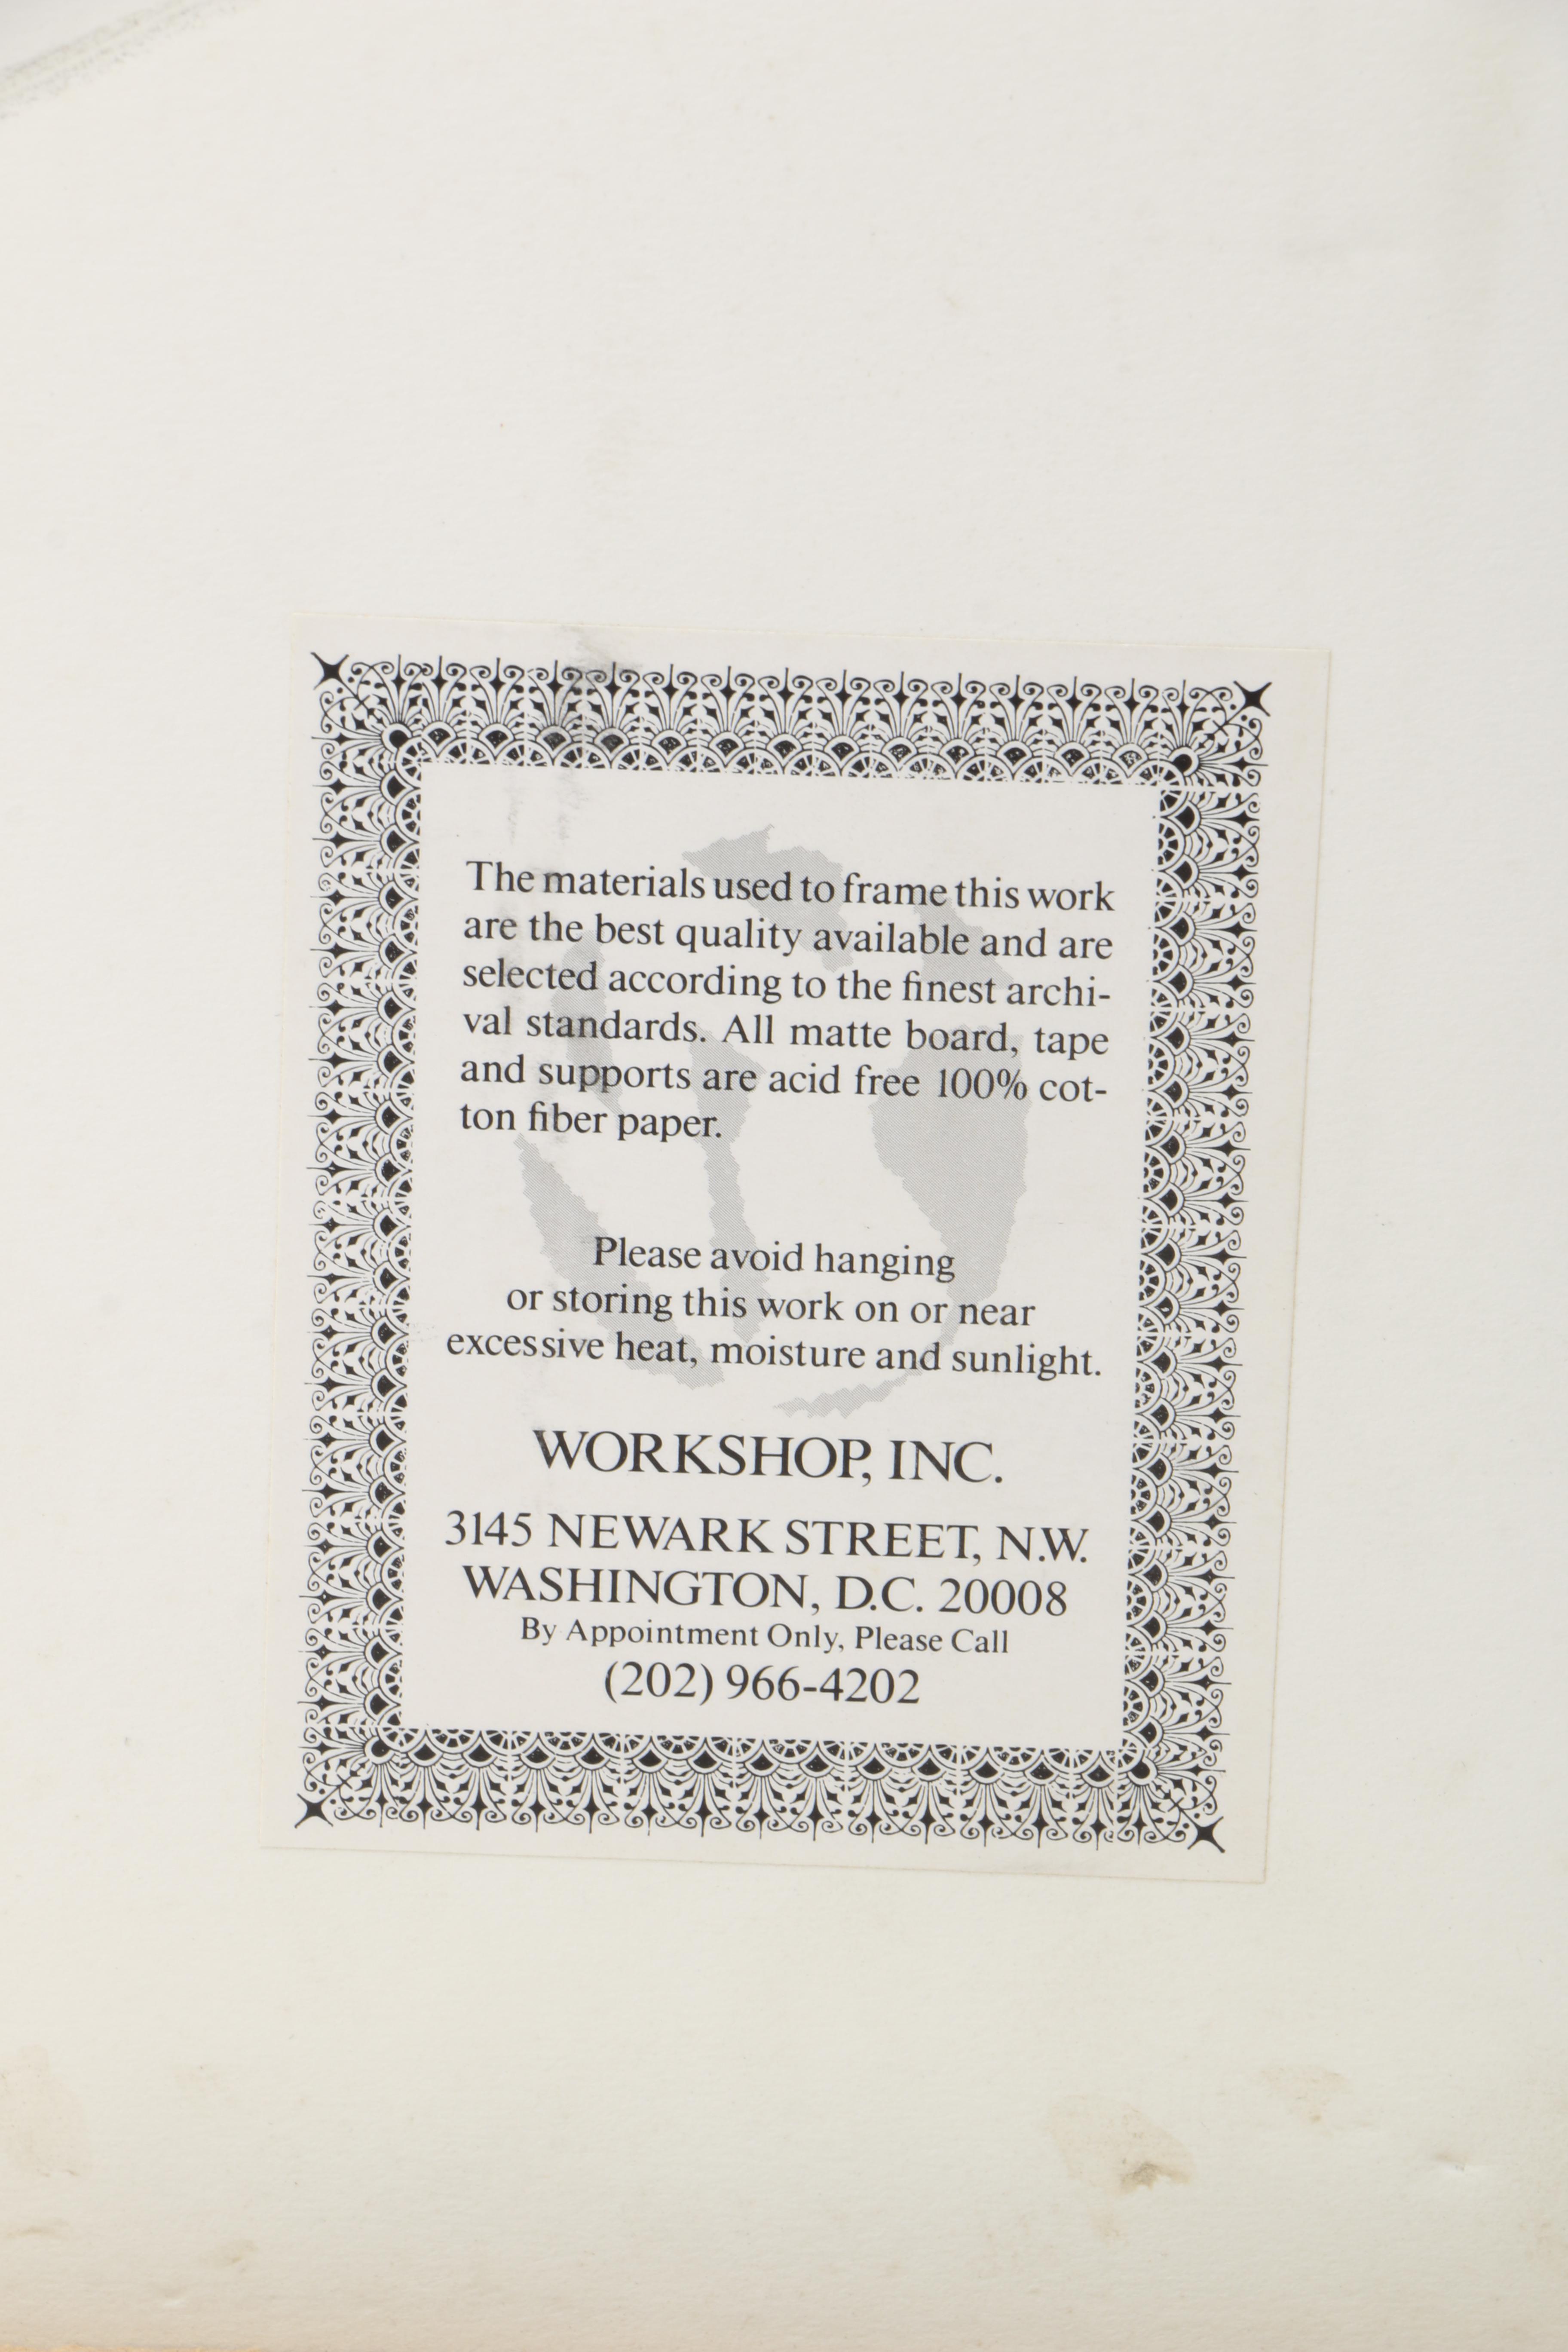 The materials used to frame this work
are the best quality available and are
selected according to the finest archi-
val standards. All matte board, tape
and supports are acid free 100% cot-
ton fiber paper.
Please avoid hanging
or storing this work on or near
excessive heat, moisture and sunlight.
WORKSHOP, INC.
3145 NEWARK STREET, N.W.
WASHINGTON, D.C. 20008
By Appointment Only, Please Call
(202) 966-4202